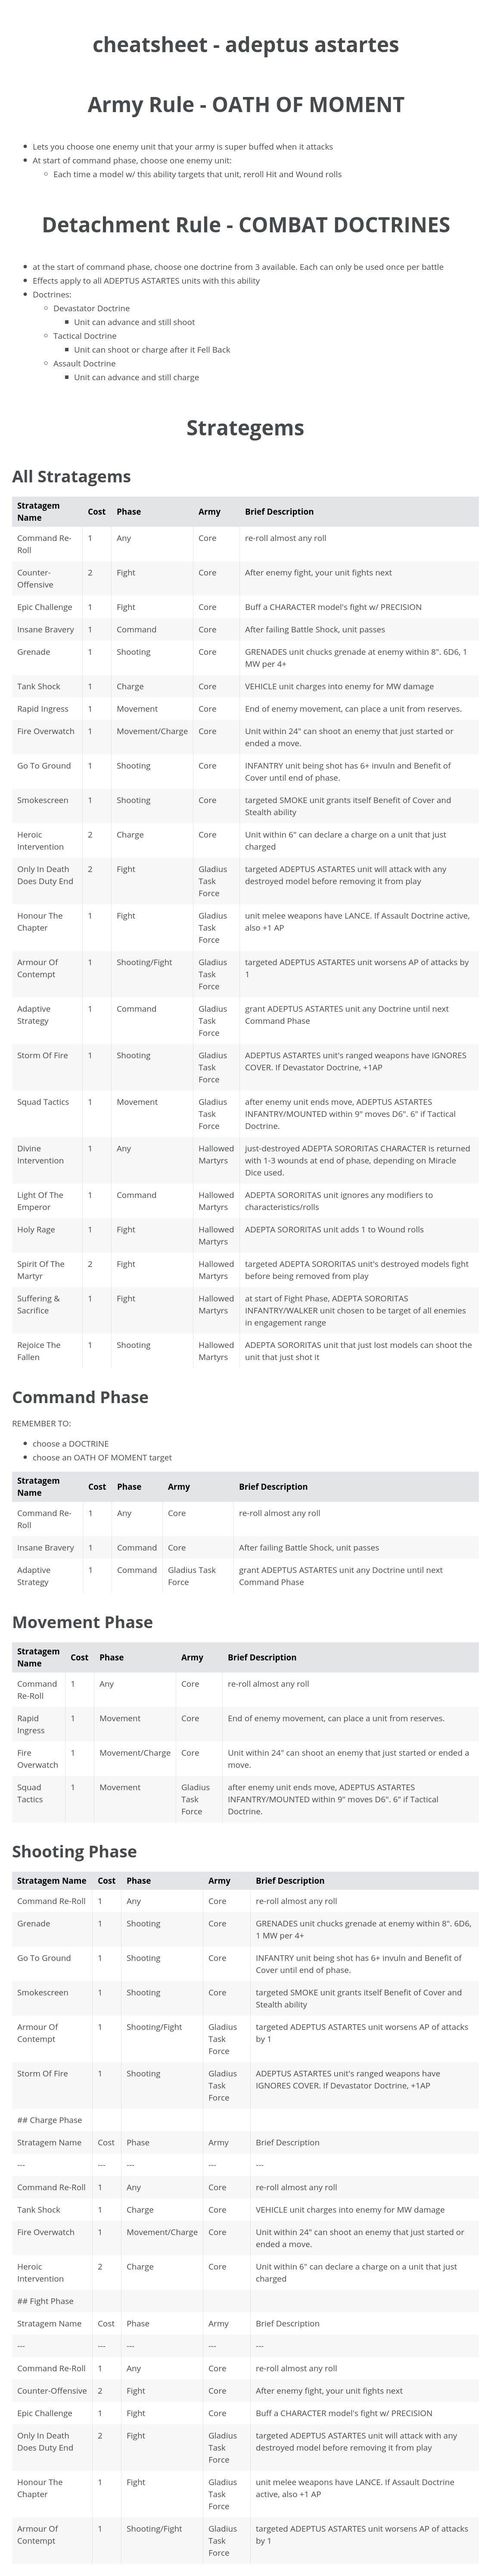 cheatsheet - adeptus astartes
Army Rule - OATH OF MOMENT
Lets you choose one enemy unit that your army is super buffed when it attacks
At start of command phase, choose one enemy unit:
Each time a model w/ this ability targets that unit, reroll Hit and Wound rolls
Detachment Rule - COMBAT DOCTRINES
at the start of command phase, choose one doctrine from 3 available. Each can only be used once per battle
Effects apply to all ADEPTUS ASTARTES units with this ability
Doctrines:
Devastator Doctrine
Unit can advance and still shoot
Tactical Doctrine
Unit can shoot or charge after it Fell Back
Assault Doctrine
Unit can advance and still charge
Strategems
All Stratagems
Stratagem Name Cost Phase Army Brief Description
Command Re-Roll 1 Any Core re-roll almost any roll
Counter-Offensive 2 Fight Core After enemy fight, your unit fights next
Epic Challenge 1 Fight Core Buff a CHARACTER model's fight w/ PRECISION
Insane Bravery 1 Command Core After failing Battle Shock, unit passes
Grenade 1 Shooting Core GRENADES unit chucks grenade at enemy within 8". 6D6, 1 MW per 4+
Tank Shock 1 Charge Core VEHICLE unit charges into enemy for MW damage
Rapid Ingress 1 Movement Core End of enemy movement, can place a unit from reserves.
Fire Overwatch 1 Movement/Charge Core Unit within 24" can shoot an enemy that just started or ended a move.
Go To Ground 1 Shooting Core INFANTRY unit being shot has 6+ invuln and Benefit of Cover until end of phase.
Smokescreen 1 Shooting Core targeted SMOKE unit grants itself Benefit of Cover and Stealth ability
Heroic Intervention 2 Charge Core Unit within 6" can declare a charge on a unit that just charged
Only In Death Does Duty End 2 Fight Gladius Task Force targeted ADEPTUS ASTARTES unit will attack with any destroyed model before removing it from play
Honour The Chapter 1 Fight Gladius Task Force unit melee weapons have LANCE. If Assault Doctrine active, also +1 AP
Armour Of Contempt 1 Shooting/Fight Gladius Task Force targeted ADEPTUS ASTARTES unit worsens AP of attacks by 1
Adaptive Strategy 1 Command Gladius Task Force grant ADEPTUS ASTARTES unit any Doctrine until next Command Phase
Storm Of Fire 1 Shooting Gladius Task Force ADEPTUS ASTARTES unit's ranged weapons have IGNORES COVER. If Devastator Doctrine, +1AP
Squad Tactics 1 Movement Gladius Task Force after enemy unit ends move, ADEPTUS ASTARTES INFANTRY/MOUNTED within 9" moves D6". 6" if Tactical Doctrine.
Divine Intervention 1 Any Hallowed Martyrs just-destroyed ADEPTA SORORITAS CHARACTER is returned with 1-3 wounds at end of phase, depending on Miracle Dice used.
Light Of The Emperor 1 Command Hallowed Martyrs ADEPTA SORORITAS unit ignores any modifiers to characteristics/rolls
Holy Rage 1 Fight Hallowed Martyrs ADEPTA SORORITAS unit adds 1 to Wound rolls
Spirit Of The Martyr 2 Fight Hallowed Martyrs targeted ADEPTA SORORITAS unit's destroyed models fight before being removed from play
Suffering & Sacrifice 1 Fight Hallowed Martyrs at start of Fight Phase, ADEPTA SORORITAS INFANTRY/WALKER unit chosen to be target of all enemies in engagement range
Rejoice The Fallen 1 Shooting Hallowed Martyrs ADEPTA SORORITAS unit that just lost models can shoot the unit that just shot it
Command Phase
REMEMBER TO:
choose a DOCTRINE
choose an OATH OF MOMENT target
Stratagem Name Cost Phase Army Brief Description
Command Re-Roll 1 Any Core re-roll almost any roll
Insane Bravery 1 Command Core After failing Battle Shock, unit passes
Adaptive Strategy 1 Command Gladius Task Force grant ADEPTUS ASTARTES unit any Doctrine until next Command Phase
Movement Phase
Stratagem Name Cost Phase Army Brief Description
Command Re-Roll 1 Any Core re-roll almost any roll
Rapid Ingress 1 Movement Core End of enemy movement, can place a unit from reserves.
Fire Overwatch 1 Movement/Charge Core Unit within 24" can shoot an enemy that just started or ended a move.
Squad Tactics 1 Movement Gladius Task Force after enemy unit ends move, ADEPTUS ASTARTES INFANTRY/MOUNTED within 9" moves D6". 6" if Tactical Doctrine.
Shooting Phase
Stratagem Name Cost Phase Army Brief Description
Command Re-Roll 1 Any Core re-roll almost any roll
Grenade 1 Shooting Core GRENADES unit chucks grenade at enemy within 8". 6D6, 1 MW per 4+
Go To Ground 1 Shooting Core INFANTRY unit being shot has 6+ invuln and Benefit of Cover until end of phase.
Smokescreen 1 Shooting Core targeted SMOKE unit grants itself Benefit of Cover and Stealth ability
Armour Of Contempt 1 Shooting/Fight Gladius Task Force targeted ADEPTUS ASTARTES unit worsens AP of attacks by 1
Storm Of Fire 1 Shooting Gladius Task Force ADEPTUS ASTARTES unit's ranged weapons have IGNORES COVER. If Devastator Doctrine, +1AP
## Charge Phase
Stratagem Name Cost Phase Army Brief Description
--- --- --- --- ---
Command Re-Roll 1 Any Core re-roll almost any roll
Tank Shock 1 Charge Core VEHICLE unit charges into enemy for MW damage
Fire Overwatch 1 Movement/Charge Core Unit within 24" can shoot an enemy that just started or ended a move.
Heroic Intervention 2 Charge Core Unit within 6" can declare a charge on a unit that just charged
## Fight Phase
Stratagem Name Cost Phase Army Brief Description
--- --- --- --- ---
Command Re-Roll 1 Any Core re-roll almost any roll
Counter-Offensive 2 Fight Core After enemy fight, your unit fights next
Epic Challenge 1 Fight Core Buff a CHARACTER model's fight w/ PRECISION
Only In Death Does Duty End 2 Fight Gladius Task Force targeted ADEPTUS ASTARTES unit will attack with any destroyed model before removing it from play
Honour The Chapter 1 Fight Gladius Task Force unit melee weapons have LANCE. If Assault Doctrine active, also +1 AP
Armour Of Contempt 1 Shooting/Fight Gladius Task Force targeted ADEPTUS ASTARTES unit worsens AP of attacks by 1